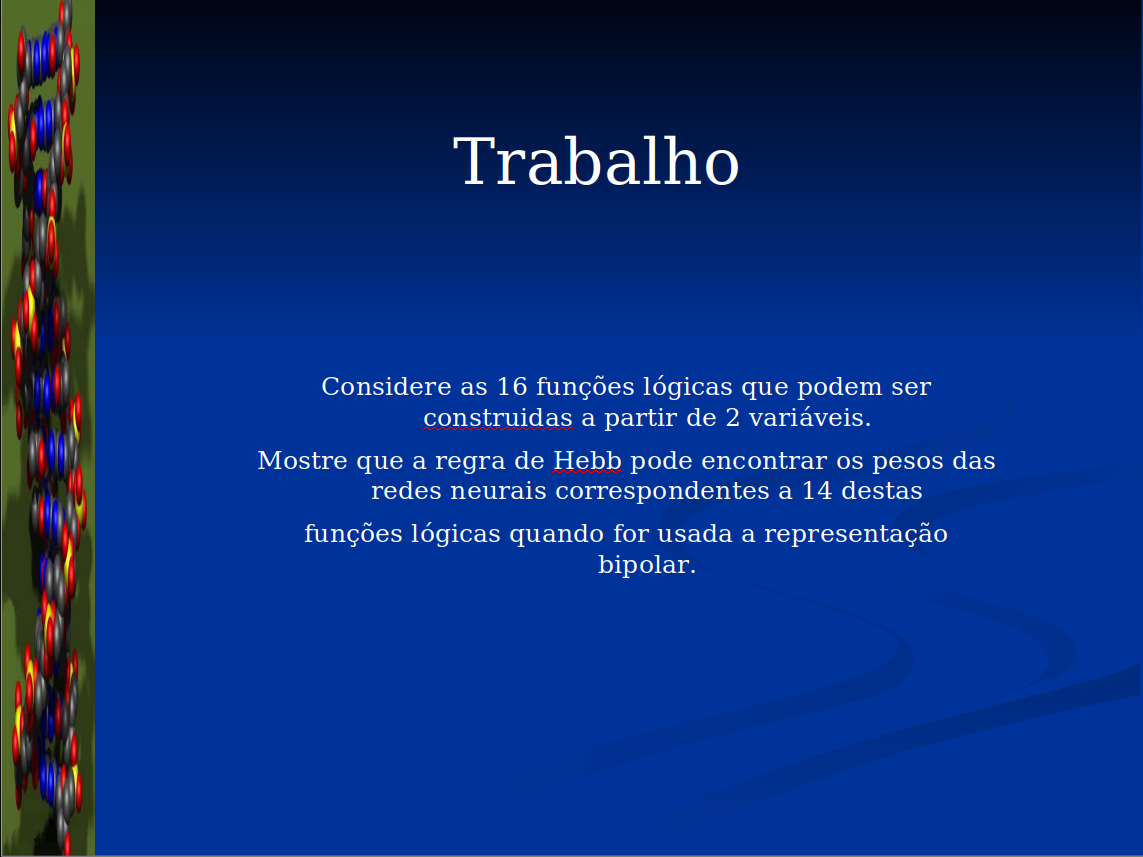 Trabalho
Considere as 16 funções lógicas que podem ser
construidas a partir de 2 variáveis.
Mostre que a regra de Hebb pode encontrar os pesos das
redes neurais correspondentes a 14 destas
funções lógicas quando for usada a representação
bipolar.